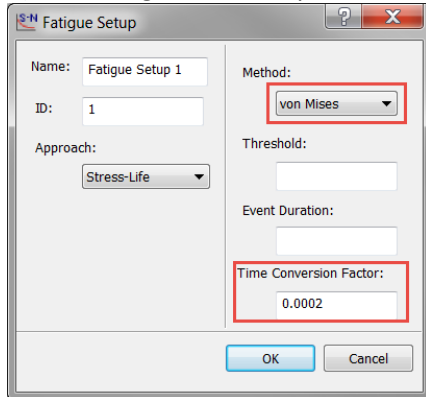 S-N Fatigue Setup
Name: Fatigue Setup 1
ID: 1
Approach:
Stress-Life
Method:
von Mises
Threshold:
Event Duration:
Time Conversion Factor:
0.0002
OK Cancel